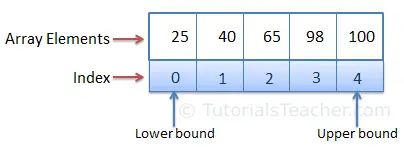 Array Elements 25 40 65 98 100
Index 0 1 2 3 4
© TutorialsTeacher.com
Lower bound Upper bound